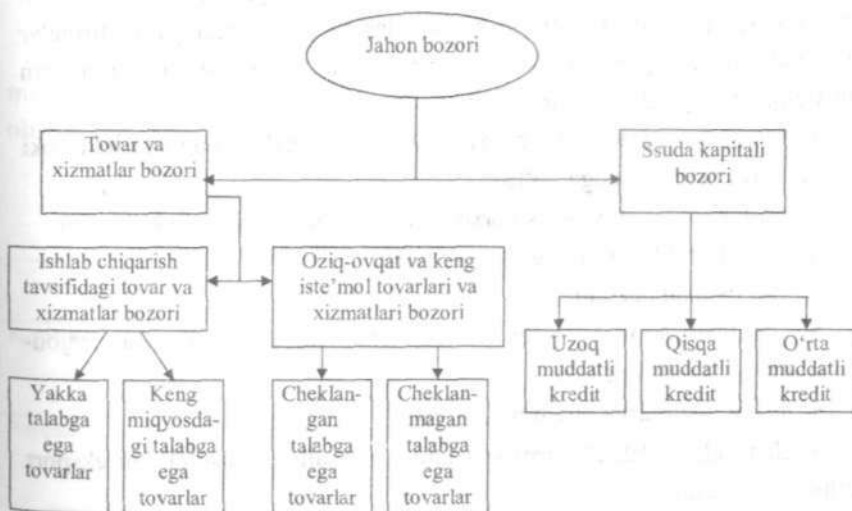 Jahon bozori
Tovar va
xizmatlar bozori
Ssuda kapitali
bozori
Ishlab chiqarish
tavsifidagi tovar va
xizmatlar bozori
Oziq-ovqat va keng
iste’mol tovarlari va
xizmatlari bozori
Uzoq
muddatli
kredit
Qisqa
muddatli
kredit
O‘rta
muddatli
kredit
Yakka
talabga
ega
tovarlar
Keng
miqyosda-
gi talabga
ega
tovarlar
Cheklan-
gan
talabga
ega
tovarlar
Cheklan-
magan
talabga
ega
tovarlar